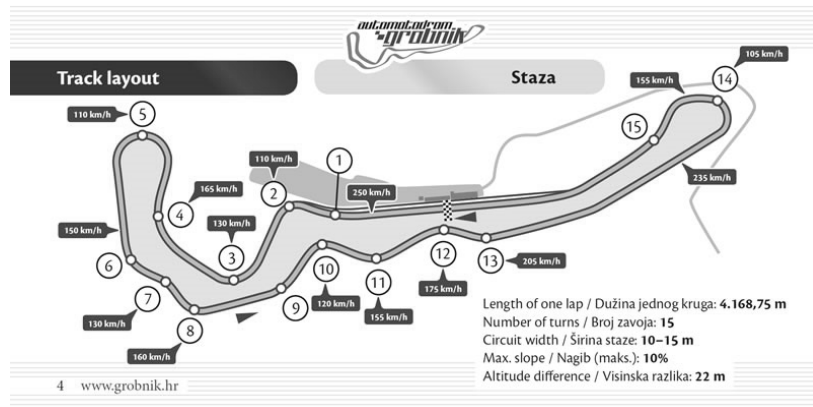 automotodrom
grobnik
Track layout
Staza
105 km/h
155 km/h
14
110 km/h
5
15
1
110 km/h
235 km/h
165 km/h
2
250 km/h
4
130 km/h
150 km/h
3
12
13
205 km/h
6
10
11
7
9
175 km/h
120 km/h
155 km/h
130 km/h
8
160 km/h
Length of one lap / Dužina jednog kruga: 4.168,75 m
Number of turns / Broj zavoja: 15
Circuit width / Širina staze: 10–15 m
Max. slope / Nagib (maks.): 10%
Altitude difference / Visinska razlika: 22 m
4 www.grobnik.hr